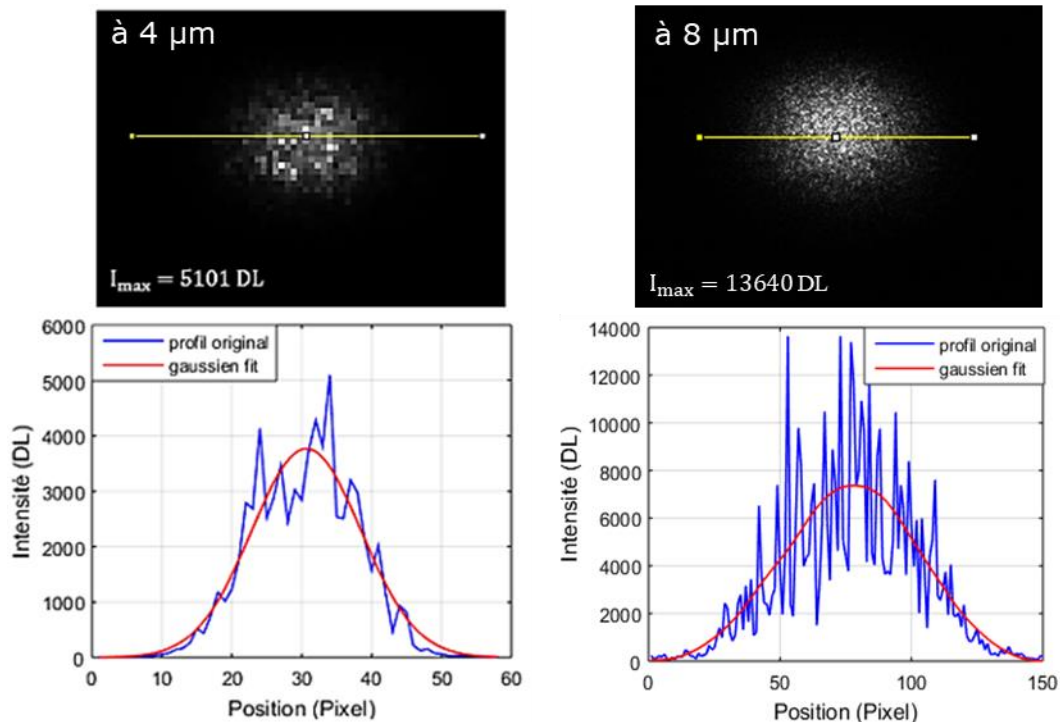 à 4 µm
I_max = 5101 DL
à 8 µm
I_max = 13640 DL
6000
5000
4000
3000
2000
1000
0
Intensité (DL)
profil original
gaussien fit
0 10 20 30 40 50 60
Position (Pixel)
14000
12000
10000
8000
6000
4000
2000
0
Intensité (DL)
profil original
gaussien fit
0 50 100 150
Position (Pixel)